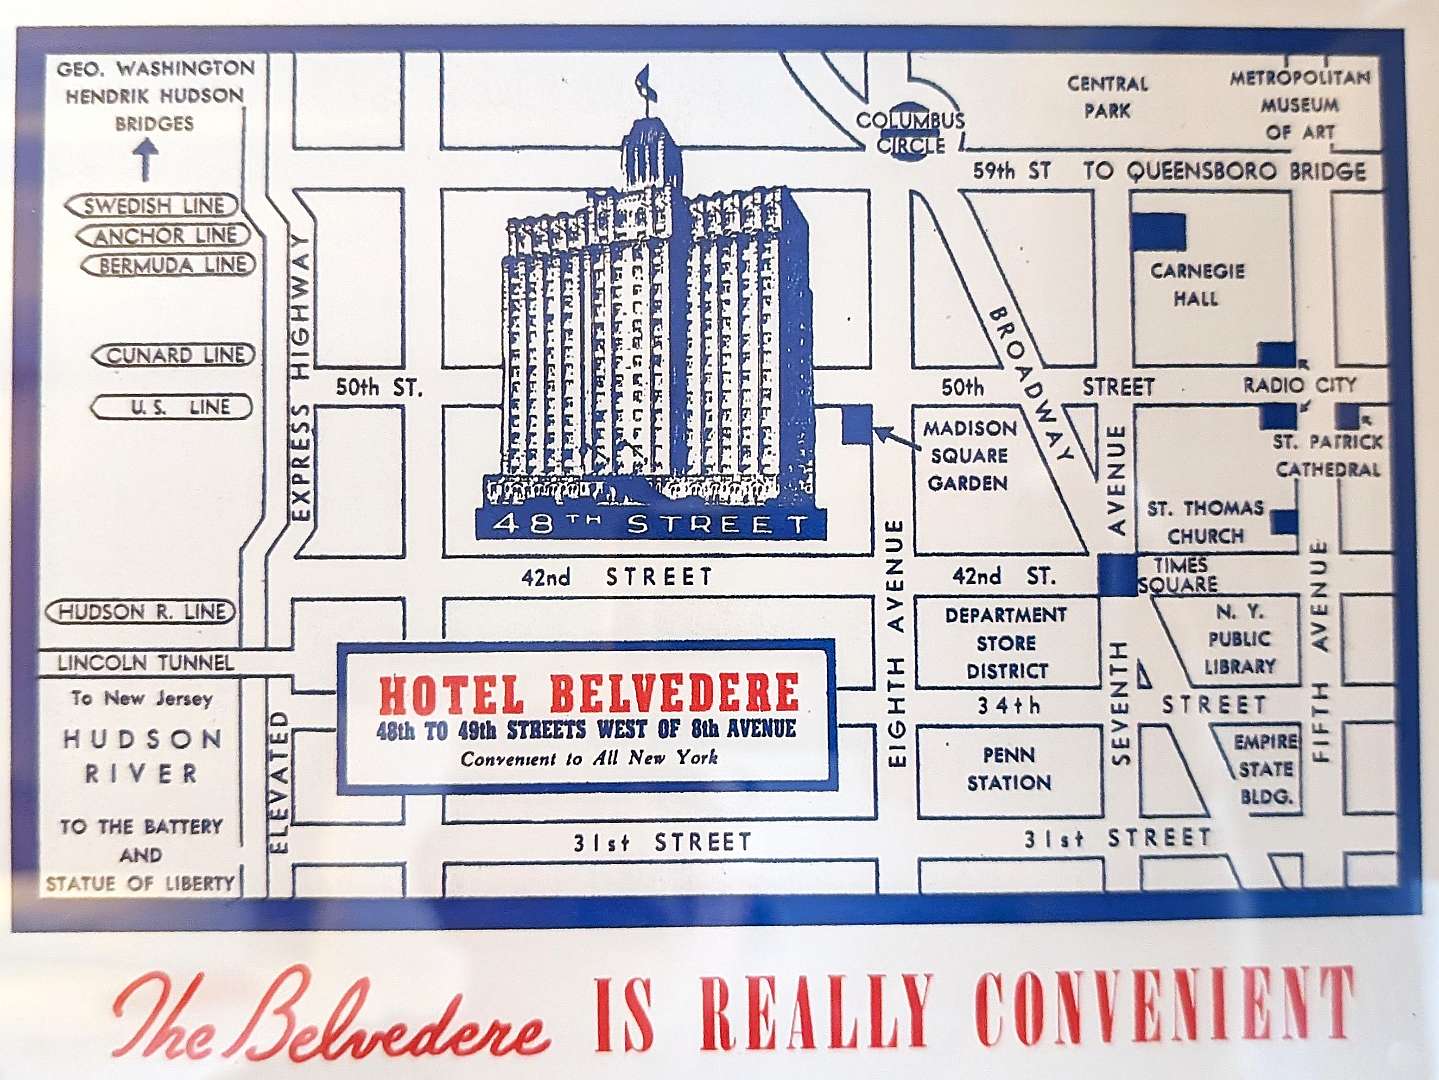 GEO. WASHINGTON
HENDRIK HUDSON
BRIDGES
SWEDISH LINE
ANCHOR LINE
BERMUDA LINE
CUNARD LINE
U.S. LINE
HUDSON R. LINE
LINCOLN TUNNEL
To New Jersey
HUDSON
RIVER
TO THE BATTERY
AND
STATUE OF LIBERTY
EXPRESS HIGHWAY
ELEVATED
50th ST.
48TH STREET
42nd STREET
HOTEL BELVEDERE
48th TO 49th STREETS WEST OF 8th AVENUE
Convenient to All New York
31st STREET
COLUMBUS
CIRCLE
CENTRAL
PARK
METROPOLITAN
MUSEUM
OF ART
59th ST TO QUEENSBORO BRIDGE
CARNEGIE
HALL
BROADWAY
50th STREET
RADIO CITY
MADISON
SQUARE
GARDEN
ST. PATRICK
CATHEDRAL
ST. THOMAS
CHURCH
EIGHTH AVENUE
SEVENTH AVENUE
FIFTH AVENUE
42nd ST.
TIMES
SQUARE
DEPARTMENT
STORE
DISTRICT
N. Y.
PUBLIC
LIBRARY
34th STREET
PENN
STATION
EMPIRE
STATE
BLDG.
31st STREET
The Belvedere IS REALLY CONVENIENT